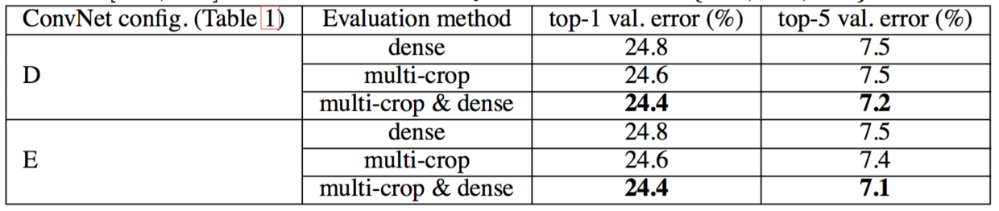 ConvNet config. (Table 1) Evaluation method top-1 val. error (%) top-5 val. error (%)
D
dense 24.8 7.5
multi-crop 24.6 7.5
multi-crop & dense 24.4 7.2
E
dense 24.8 7.5
multi-crop 24.6 7.4
multi-crop & dense 24.4 7.1